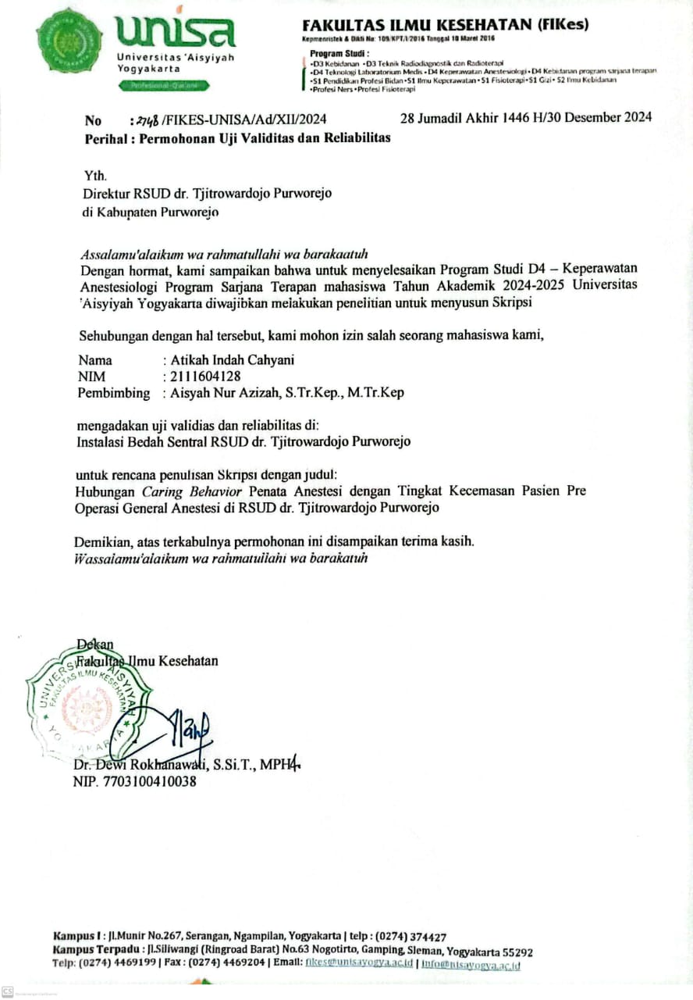 unisa
Universitas 'Aisyiyah
Yogyakarta
Profesional-Qur'ani
FAKULTAS ILMU KESEHATAN (FIKes)
Kepmenristek & Dikti No: 109/KPT/I/2016 Tanggal 10 Maret 2016
Program Studi :
•D3 Kebidanan •D3 Teknik Radiodiagnostik dan Radioterapi
•D4 Teknologi Laboratorium Medis •D4 Keperawatan Anestesiologi •D4 Kebidanan program sarjana terapan
•S1 Pendidikan Profesi Bidan •S1 Ilmu Keperawatan •S1 Fisioterapi •S1 Gizi •S2 Ilmu Kebidanan
•Profesi Ners •Profesi Fisioterapi
No : 2748 /FIKES-UNISA/Ad/XII/2024 28 Jumadil Akhir 1446 H/30 Desember 2024
Perihal : Permohonan Uji Validitas dan Reliabilitas
Yth.
Direktur RSUD dr. Tjitrowardojo Purworejo
di Kabupaten Purworejo
Assalamu'alaikum wa rahmatullahi wa barakaatuh
Dengan hormat, kami sampaikan bahwa untuk menyelesaikan Program Studi D4 – Keperawatan
Anestesiologi Program Sarjana Terapan mahasiswa Tahun Akademik 2024-2025 Universitas
'Aisyiyah Yogyakarta diwajibkan melakukan penelitian untuk menyusun Skripsi
Sehubungan dengan hal tersebut, kami mohon izin salah seorang mahasiswa kami,
Nama : Atikah Indah Cahyani
NIM : 2111604128
Pembimbing : Aisyah Nur Azizah, S.Tr.Kep., M.Tr.Kep
mengadakan uji validias dan reliabilitas di:
Instalasi Bedah Sentral RSUD dr. Tjitrowardojo Purworejo
untuk rencana penulisan Skripsi dengan judul:
Hubungan Caring Behavior Penata Anestesi dengan Tingkat Kecemasan Pasien Pre
Operasi General Anestesi di RSUD dr. Tjitrowardojo Purworejo
Demikian, atas terkabulnya permohonan ini disampaikan terima kasih.
Wassalamu'alaikum wa rahmatullahi wa barakatuh
Dekan
Fakultas Ilmu Kesehatan
UNIVERSITAS 'AISYIYAH
FAKULTAS ILMU KESEHATAN
YOGYAKARTA
Dr. Dewi Rokhanawati, S.Si.T., MPH
NIP. 7703100410038
Kampus I : Jl.Munir No.267, Serangan, Ngampilan, Yogyakarta | telp : (0274) 374427
Kampus Terpadu : Jl.Siliwangi (Ringroad Barat) No.63 Nogotirto, Gamping, Sleman, Yogyakarta 55292
Telp: (0274) 4469199 | Fax : (0274) 4469204 | Email: fikes@unisayogya.ac.id | info@nisayogya.ac.id
CS